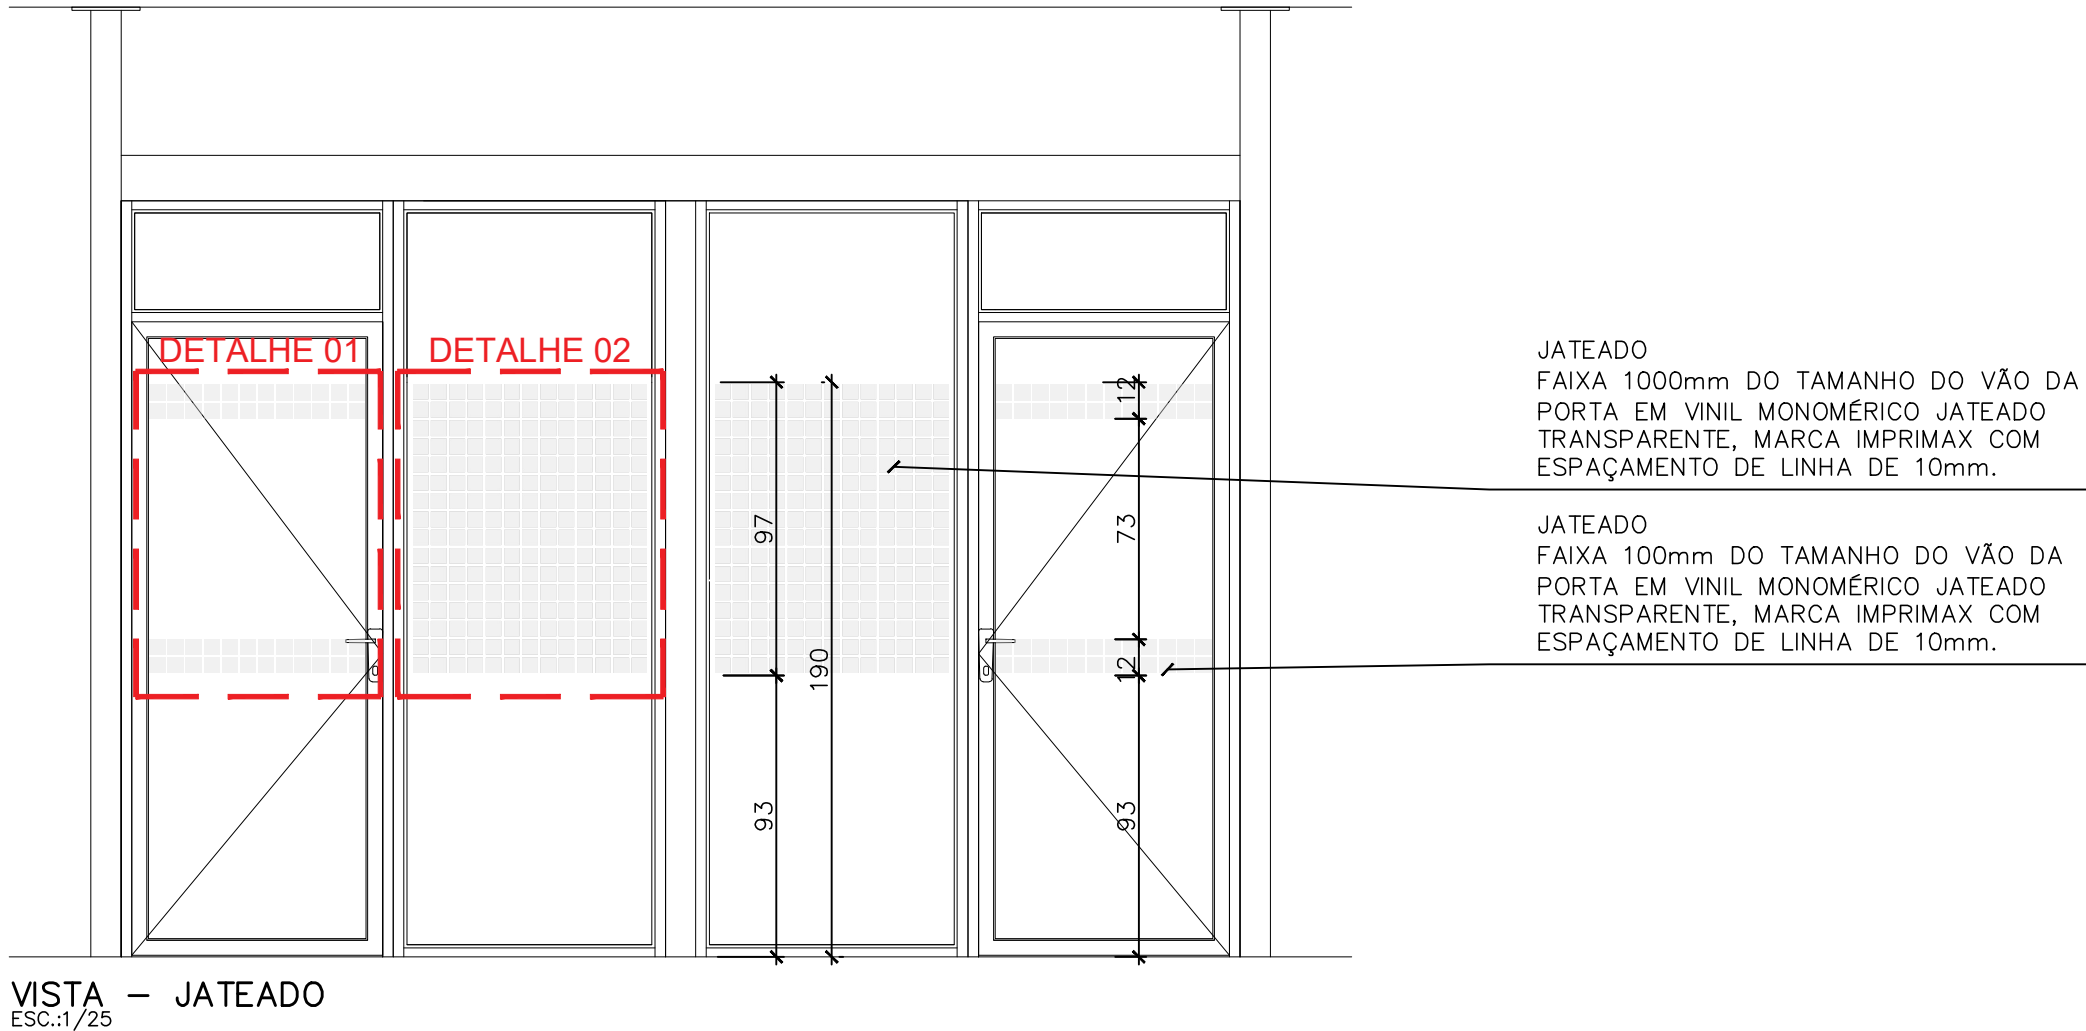 DETALHE 01
DETALHE 02
12
73
12
93
97
190
93
JATEADO
FAIXA 1000mm DO TAMANHO DO VÃO DA
PORTA EM VINIL MONOMÉRICO JATEADO
TRANSPARENTE, MARCA IMPRIMAX COM
ESPAÇAMENTO DE LINHA DE 10mm.
JATEADO
FAIXA 100mm DO TAMANHO DO VÃO DA
PORTA EM VINIL MONOMÉRICO JATEADO
TRANSPARENTE, MARCA IMPRIMAX COM
ESPAÇAMENTO DE LINHA DE 10mm.
VISTA – JATEADO
ESC.:1/25